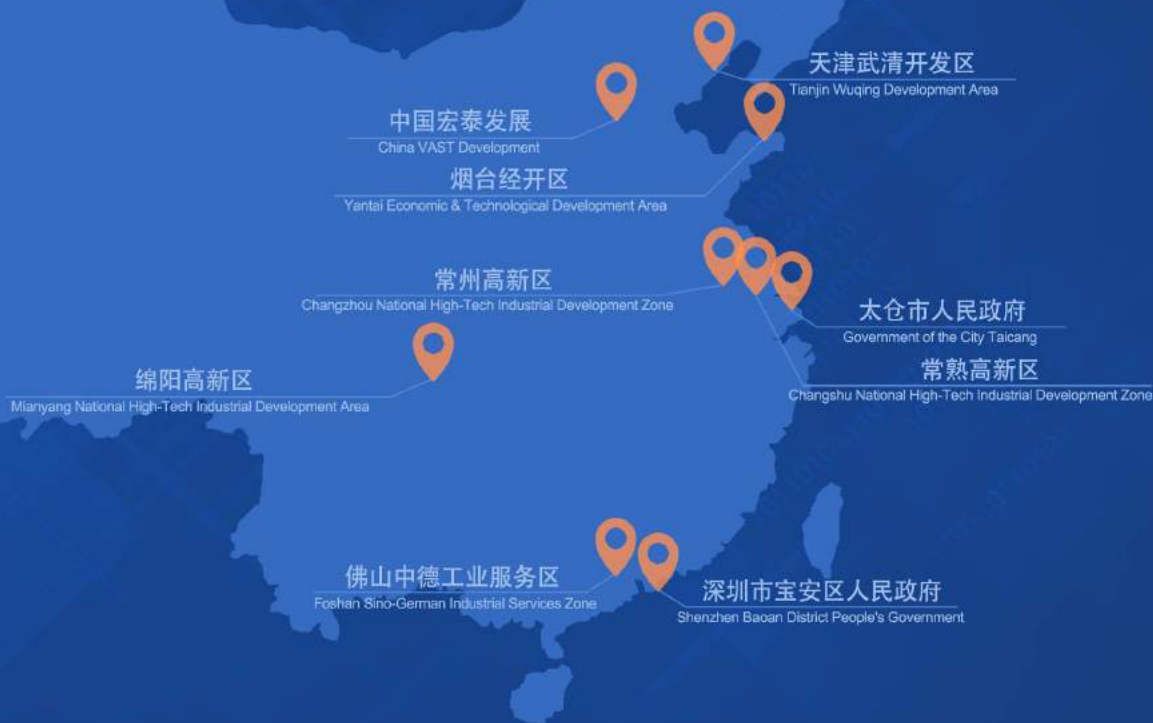 天津武清开发区
Tianjin Wuqing Development Area
中国宏泰发展
China VAST Development
烟台经开区
Yantai Economic & Technological Development Area
常州高新区
Changzhou National High-Tech Industrial Development Zone
太仓市人民政府
Government of the City Taicang
绵阳高新区
Mianyang National High-Tech Industrial Development Area
常熟高新区
Changshu National High-Tech Industrial Development Zone
佛山中德工业服务区
Foshan Sino-German Industrial Services Zone
深圳市宝安区人民政府
Shenzhen Baoan District People's Government